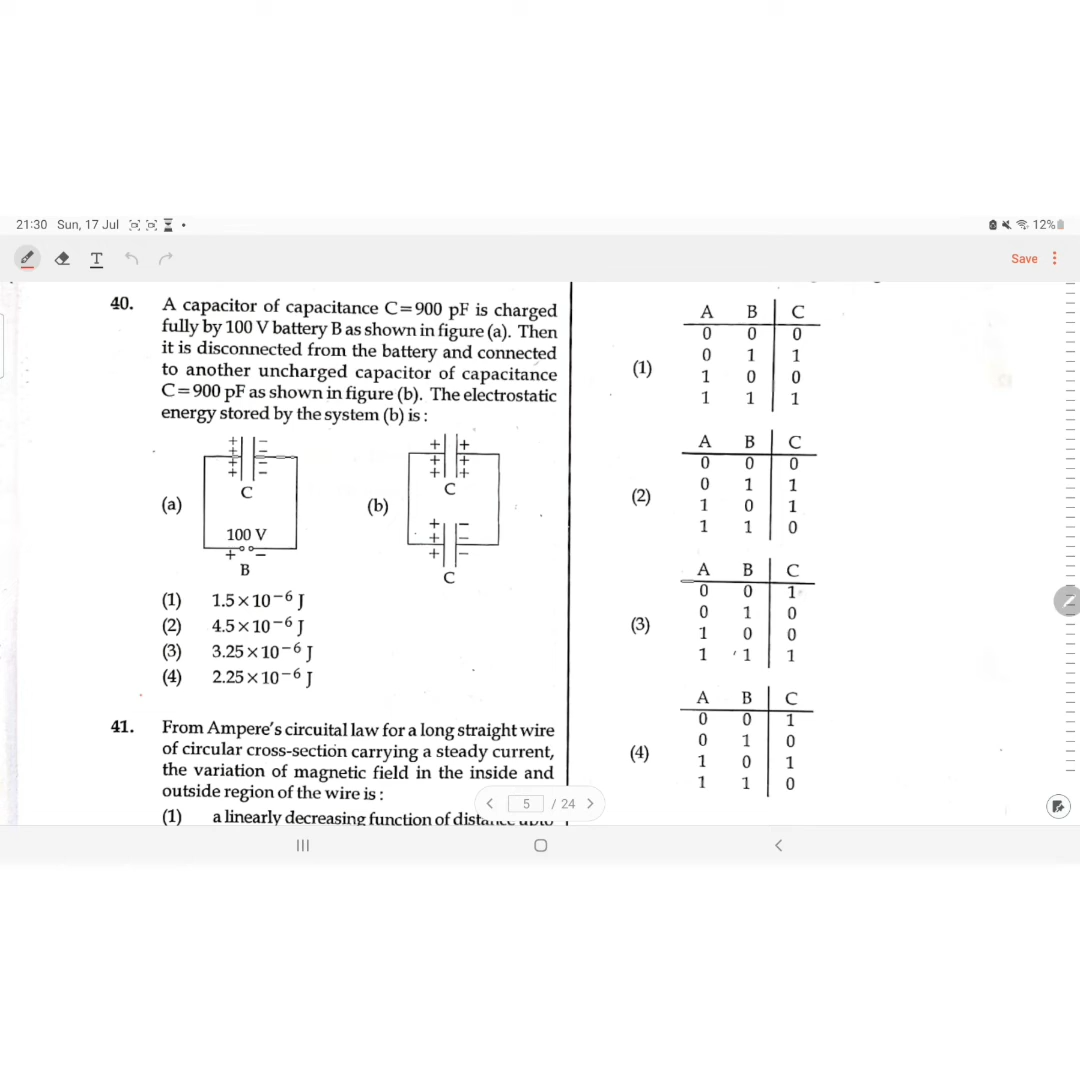 21:30 Sun, 17 Jul
12%
T
Save
40. A capacitor of capacitance C=900 pF is charged
fully by 100 V battery B as shown in figure (a). Then
it is disconnected from the battery and connected
to another uncharged capacitor of capacitance
C=900 pF as shown in figure (b). The electrostatic
energy stored by the system (b) is :
(a)
+ + + +
− − − −
C
100 V
+ −
B
(b)
+ + +
+ + +
C
+ + +
− − −
C
(1) 1.5×10−6 J
(2) 4.5×10−6 J
(3) 3.25×10−6 J
(4) 2.25×10−6 J
41. From Ampere's circuital law for a long straight wire
of circular cross-section carrying a steady current,
the variation of magnetic field in the inside and
outside region of the wire is :
(1) a linearly decreasing function of distance upto
(1)
A B C
0 0 0
0 1 1
1 0 0
1 1 1
(2)
A B C
0 0 0
0 1 1
1 0 1
1 1 0
(3)
A B C
0 0 1
0 1 0
1 0 0
1 1 1
(4)
A B C
0 0 1
0 1 0
1 0 1
1 1 0
< 5 / 24 >